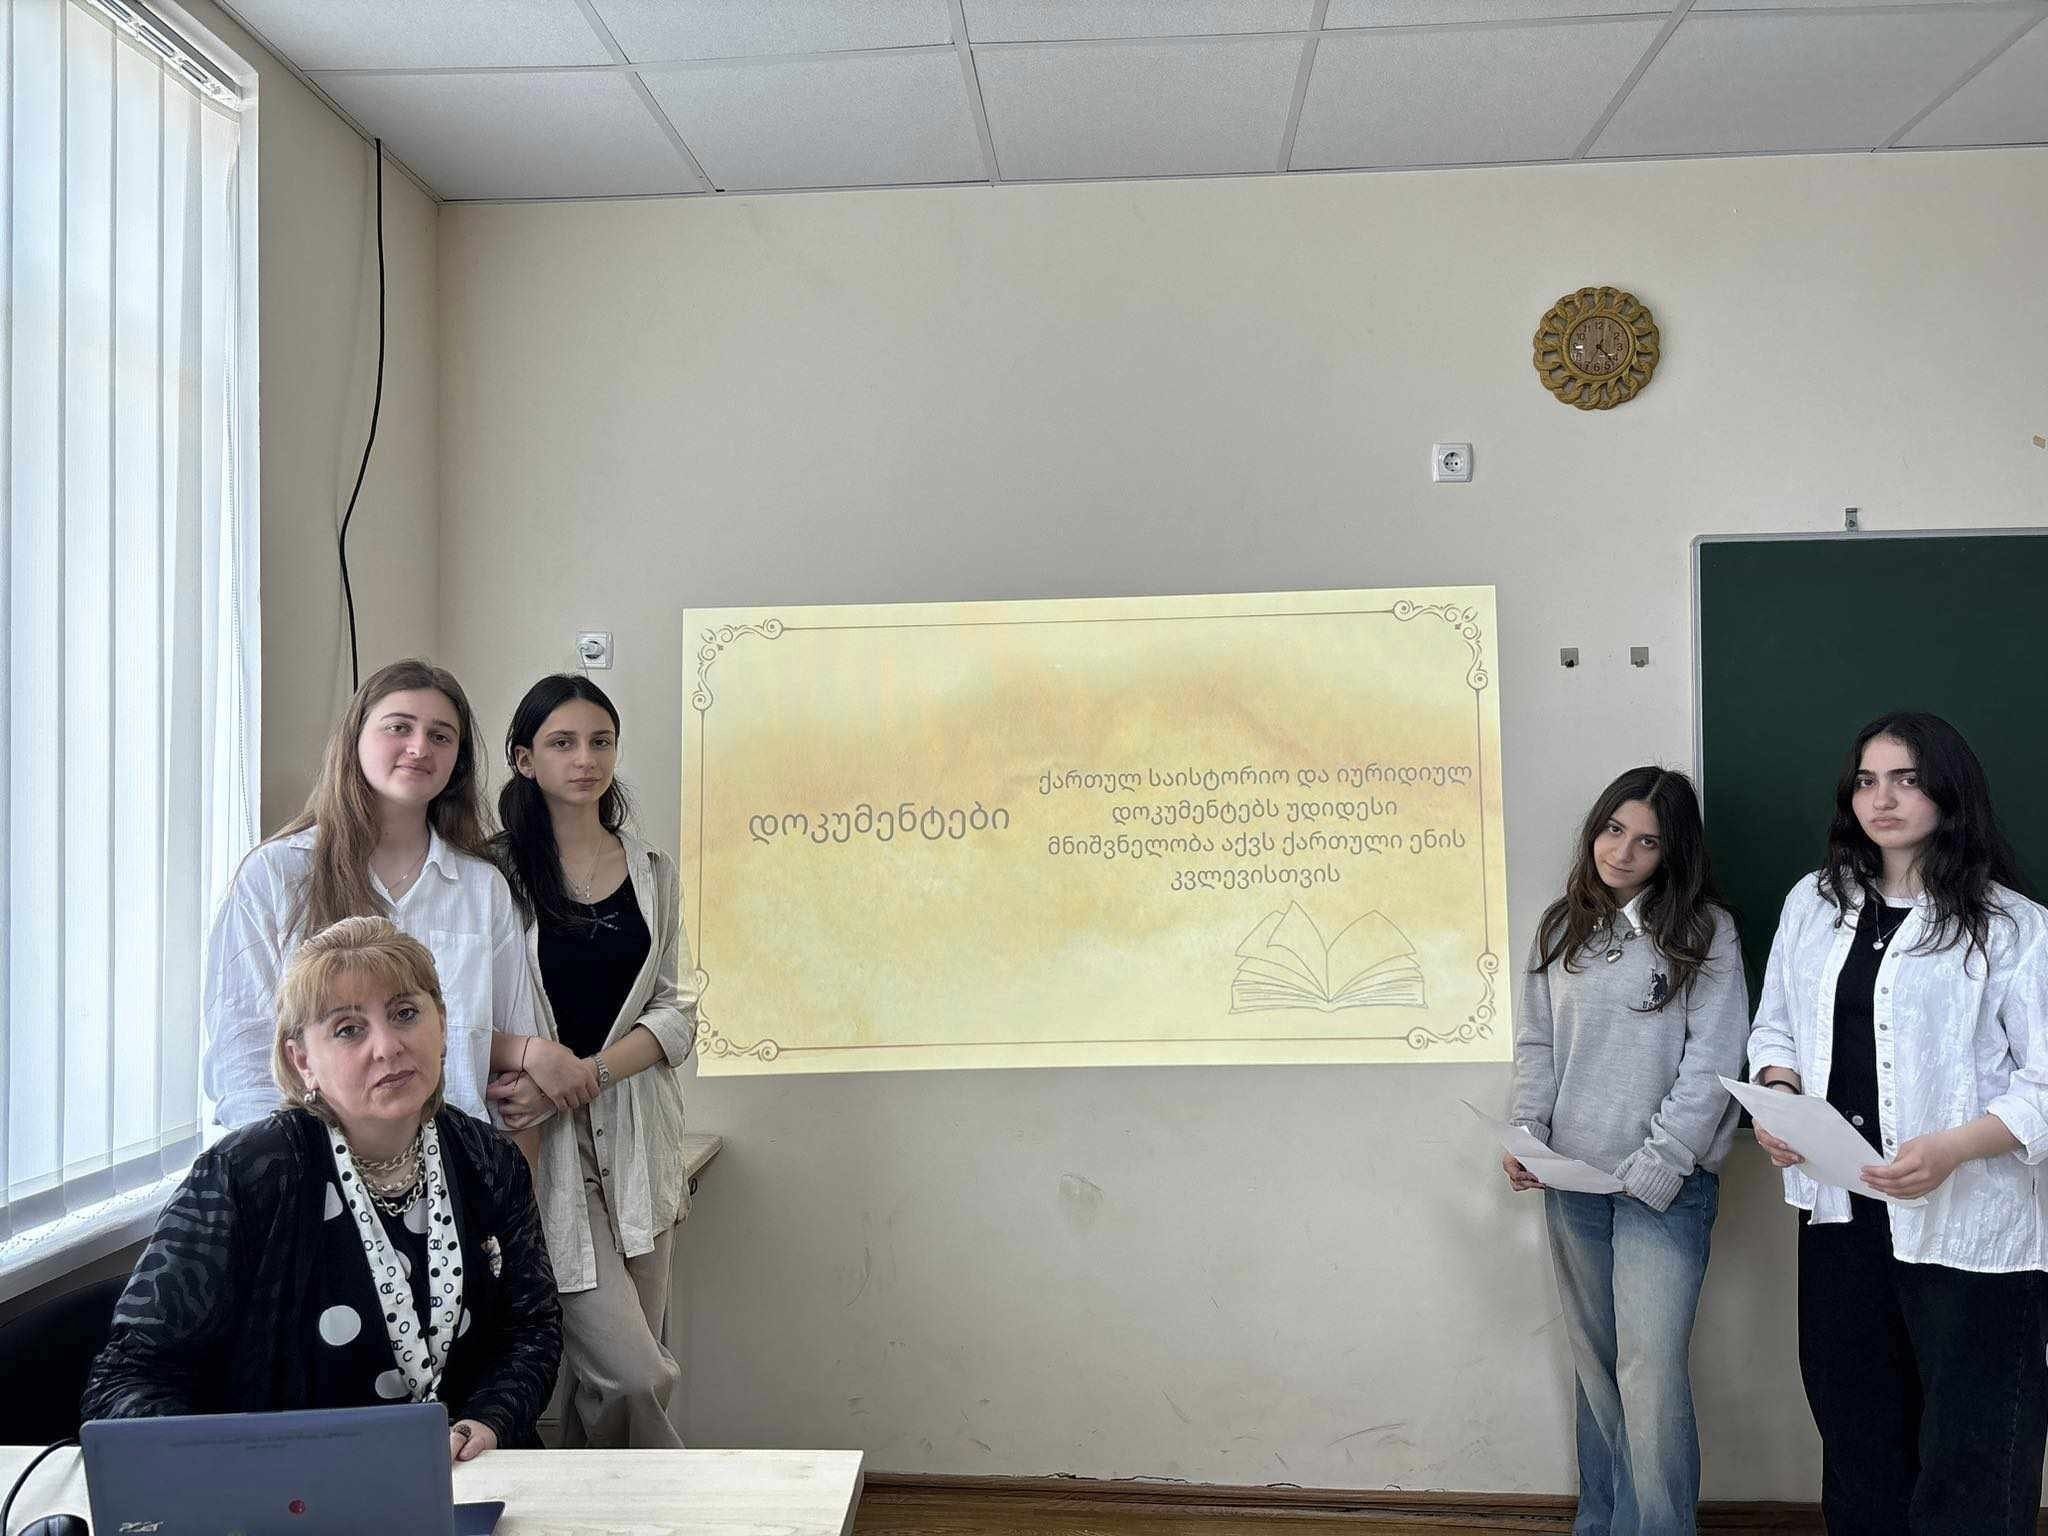 დოკუმენტები
ქართულ საისტორიო და იურიდიულ
დოკუმენტებს უდიდესი
მნიშვნელობა აქვს ქართული ენის
კვლევისთვის